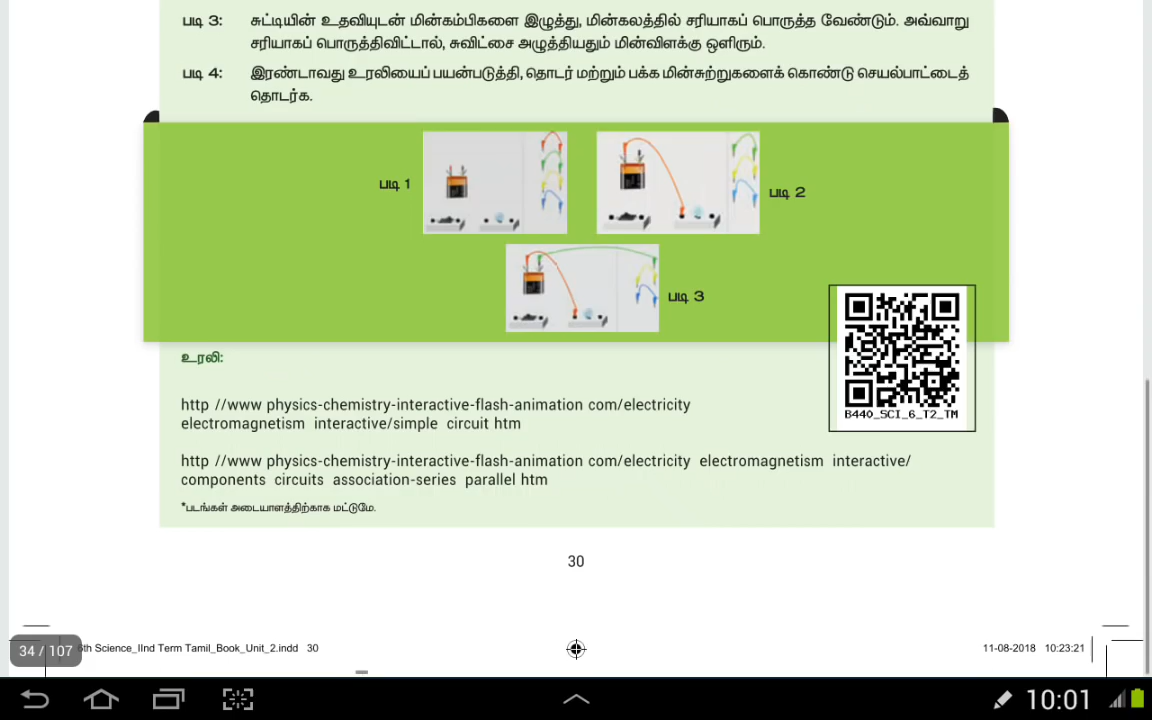 படி 3: சுட்டியின் உதவியுடன் மின்கம்பிகளை இழுத்து, மின்கலத்தில் சரியாகப் பொருத்த வேண்டும். அவ்வாறு
சரியாகப் பொருத்திவிட்டால், சுவிட்சை அழுத்தியதும் மின்விளக்கு ஒளிரும்.
படி 4: இரண்டாவது உரலியைப் பயன்படுத்தி, தொடர் மற்றும் பக்க மின்சுற்றுகளைக் கொண்டு செயல்பாட்டைத்
தொடர்க.
படி 1
படி 2
படி 3
B440_SCI_6_T2_TM
உரலி:
http //www physics-chemistry-interactive-flash-animation com/electricity
electromagnetism interactive/simple circuit htm
http //www physics-chemistry-interactive-flash-animation com/electricity electromagnetism interactive/
components circuits association-series parallel htm
*படங்கள் அடையாளத்திற்காக மட்டுமே.
30
34 / 107
th Science_IInd Term Tamil_Book_Unit_2.indd 30
11-08-2018 10:23:21
10:01